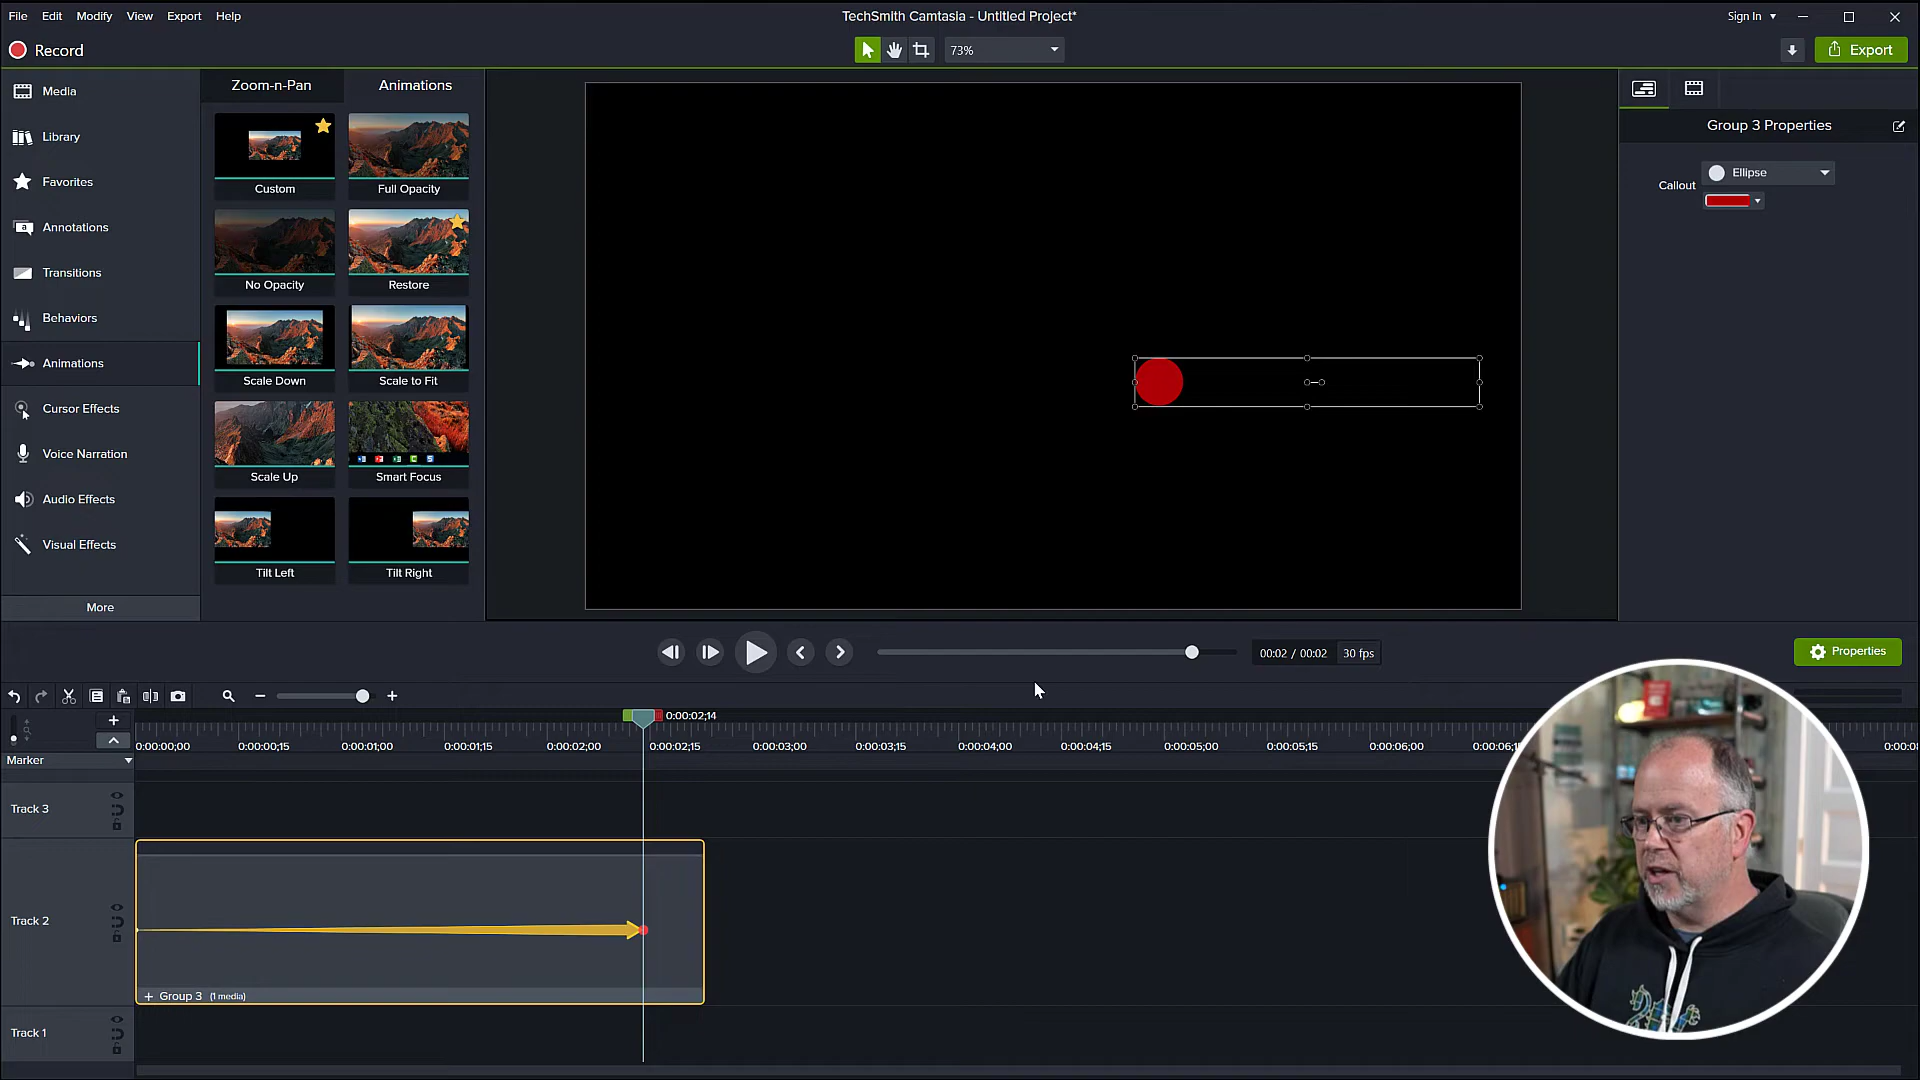 File Edit Modify View Export Help
TechSmith Camtasia - Untitled Project*
Sign In
Record
73%
Export
Media
Library
Favorites
Annotations
Transitions
Behaviors
Animations
Cursor Effects
Voice Narration
Audio Effects
Visual Effects
More
Zoom-n-Pan Animations
Custom Full Opacity
No Opacity Restore
Scale Down Scale to Fit
Scale Up Smart Focus
Tilt Left Tilt Right
Group 3 Properties
Callout
Ellipse
00:02 / 00:02 30 fps
Properties
0:00:02;14
0:00:00;00 0:00:00;15 0:00:01;00 0:00:01;15 0:00:02;00 0:00:02;15 0:00:03;00 0:00:03;15 0:00:04;00 0:00:04;15 0:00:05;00 0:00:05;15 0:00:06;00
Marker
Track 3
Track 2
+ Group 3 (1 media)
Track 1